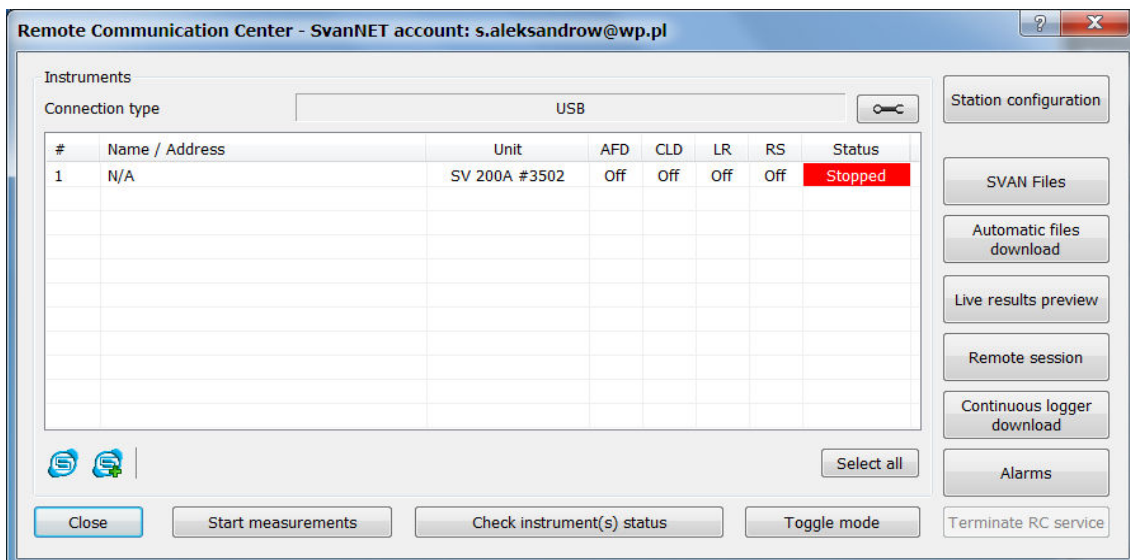 Remote Communication Center - SvanNET account: s.aleksandrow@wp.pl
?
X
Instruments
Connection type USB
# Name / Address Unit AFD CLD LR RS Status
1 N/A SV 200A #3502 Off Off Off Off Stopped
Select all
Close Start measurements Check instrument(s) status Toggle mode
Station configuration
SVAN Files
Automatic files
download
Live results preview
Remote session
Continuous logger
download
Alarms
Terminate RC service